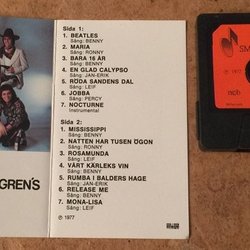 Sida 1:
1. BEATLES
Sång: BENNY
2. MARIA
Sång: RONNY
3. BARA 16 ÅR
Sång: BENNY
4. EN GLAD CALYPSO
Sång: JAN-ERIK
5. RÖDA SANDENS DAL
Sång: LEIF
6. JOBBA
Sång: PERCY
7. NOCTURNE
Instrumental
Sida 2:
1. MISSISSIPPI
Sång: BENNY
2. NATTEN HAR TUSEN ÖGON
Sång: RONNY
3. ROSAMUNDA
Sång: LEIF
4. VÅRT KÄRLEKS VIN
Sång: BENNY
5. RUMBA I BALDERS HAGE
Sång: JAN-ERIK
6. RELEASE ME
Sång: BENNY
7. MONA-LISA
Sång: LEIF
℗ 1977
GREN'S
SM
℗ 1977
ncb